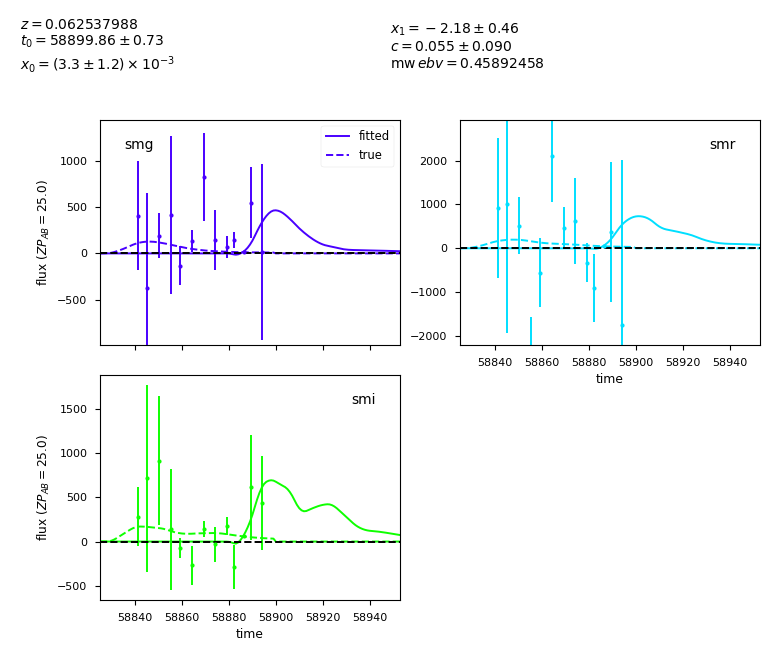 z = 0.062537988
t₀ = 58899.86 ± 0.73
x₀ = (3.3 ± 1.2) × 10⁻³
x₁ = −2.18 ± 0.46
c = 0.055 ± 0.090
mw ebv = 0.45892458
smg
fitted
true
1000
500
0
−500
flux (ZP_AB = 25.0)
smr
2000
1000
0
−1000
−2000
58840 58860 58880 58900 58920 58940
time
smi
1500
1000
500
0
−500
flux (ZP_AB = 25.0)
58840 58860 58880 58900 58920 58940
time